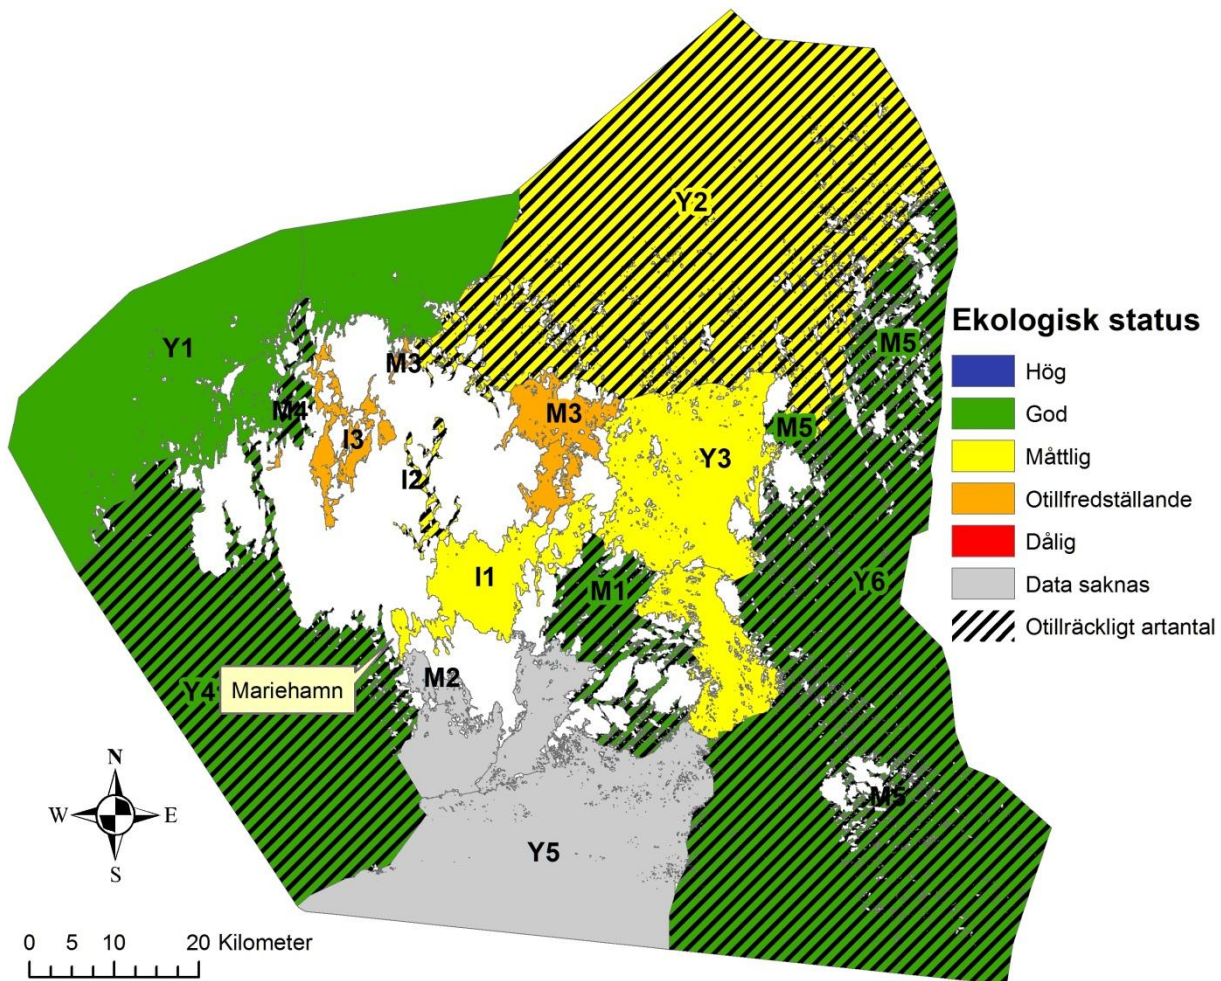 Y2
Y1
M5
M3
M4
M3
I3
M5
Y3
I2
I1
M1
Y6
M2
Y4
Mariehamn
M5
Y5
Ekologisk status
Hög
God
Måttlig
Otillfredställande
Dålig
Data saknas
Otillräckligt artantal
N
W E
S
0 5 10 20 Kilometer